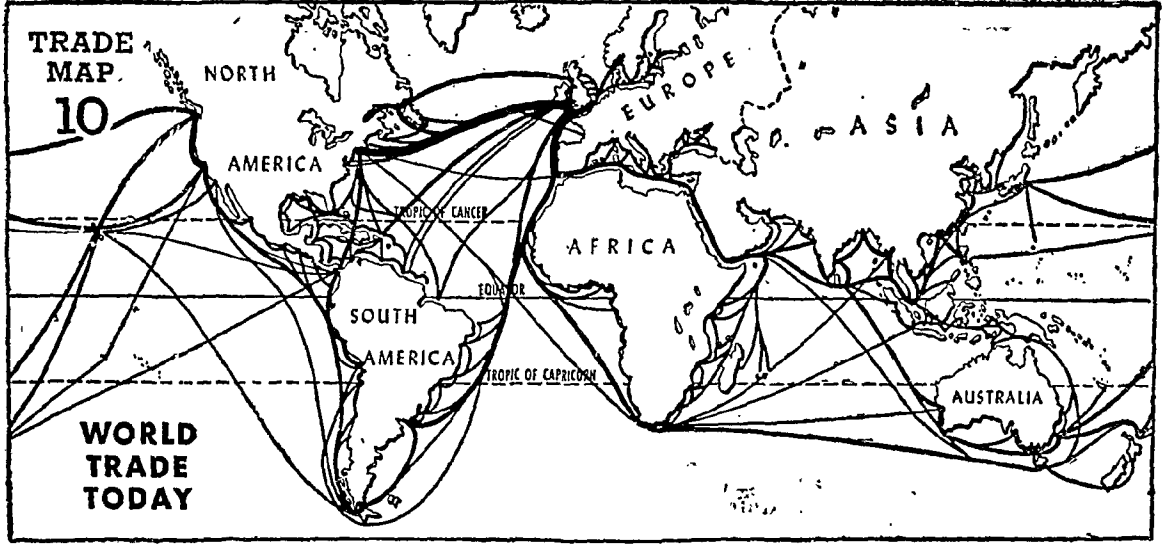 TRADE
MAP
10
NORTH
AMERICA
EUROPE
ASIA
TROPIC OF CANCER
AFRICA
EQUATOR
SOUTH
AMERICA
TROPIC OF CAPRICORN
AUSTRALIA
WORLD
TRADE
TODAY